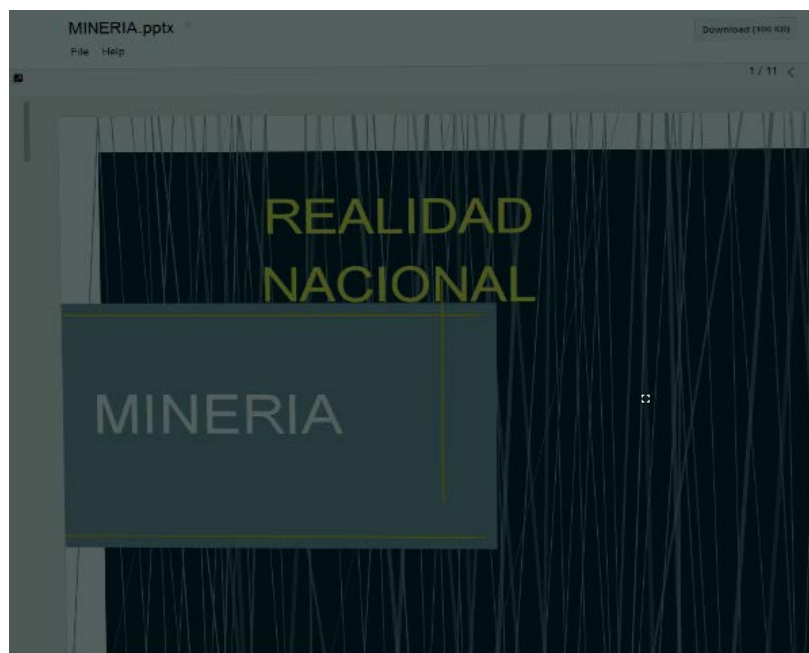 MINERIA.pptx
Download (100 KB)
File Help
1 / 11
REALIDAD
NACIONAL
MINERIA